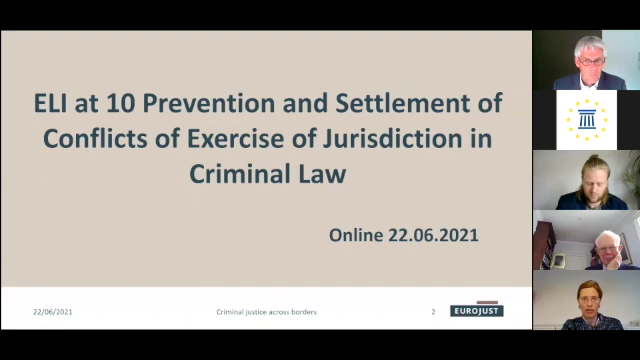 ELI at 10 Prevention and Settlement of
Conflicts of Exercise of Jurisdiction in
Criminal Law
Online 22.06.2021
22/06/2021
Criminal justice across borders
2
EUROJUST